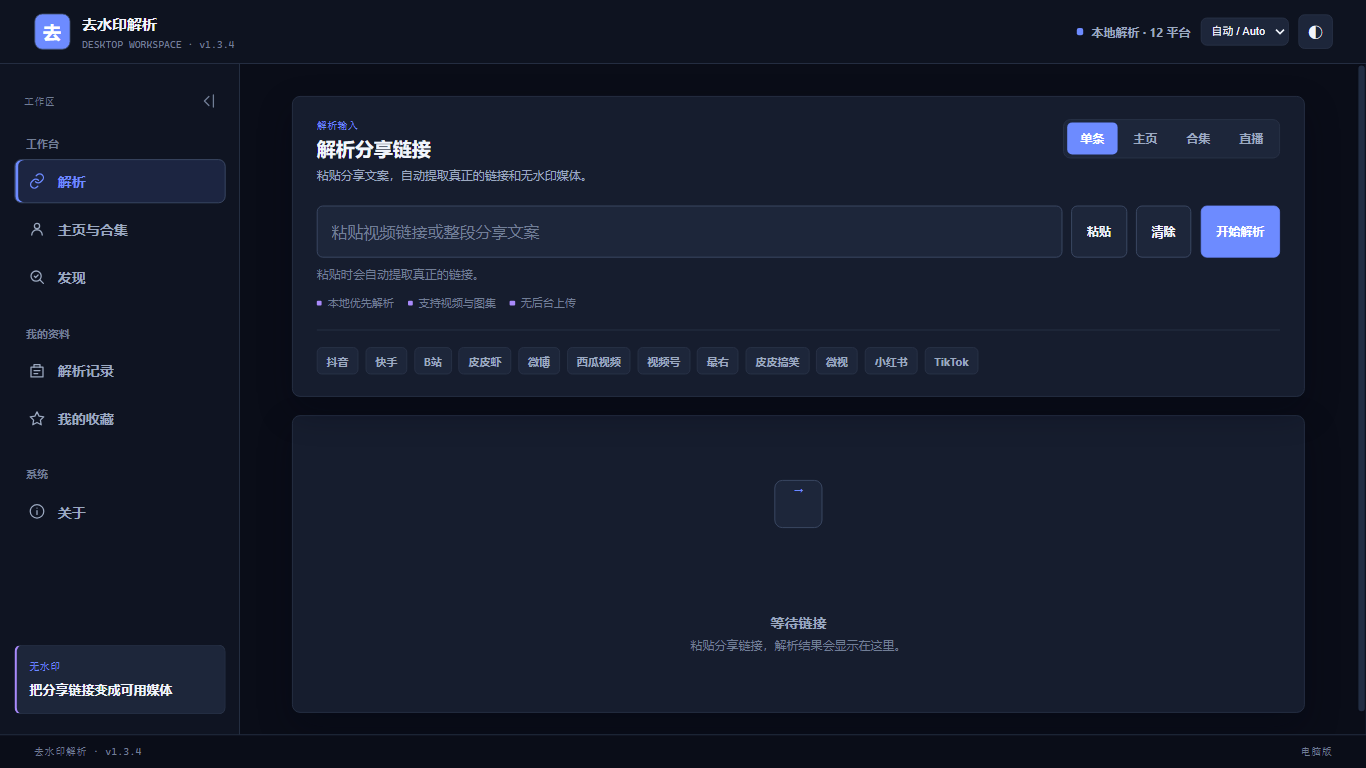 去
去水印解析
DESKTOP WORKSPACE · v1.3.4
本地解析 · 12 平台
自动 / Auto
工作区
工作台
解析
主页与合集
发现
我的资料
解析记录
我的收藏
系统
关于
无水印
把分享链接变成可用媒体
解析输入
解析分享链接
粘贴分享文案，自动提取真正的链接和无水印媒体。
单条 主页 合集 直播
粘贴视频链接或整段分享文案
粘贴 清除 开始解析
粘贴时会自动提取真正的链接。
本地优先解析 支持视频与图集 无后台上传
抖音 快手 B站 皮皮虾 微博 西瓜视频 视频号 最右 皮皮搞笑 微视 小红书 TikTok
→
等待链接
粘贴分享链接，解析结果会显示在这里。
去水印解析 · v1.3.4
电脑版